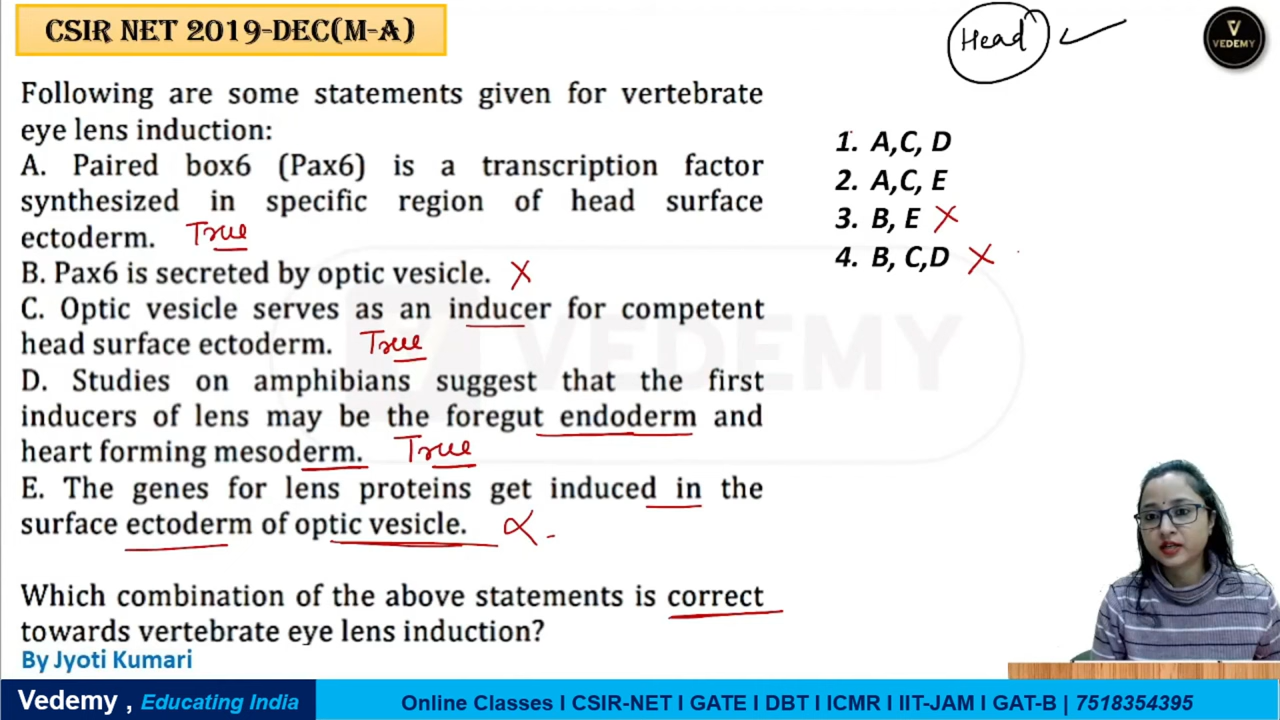 CSIR NET 2019-DEC(M-A)
Head
VEDEMY
Following are some statements given for vertebrate
eye lens induction:
A. Paired box6 (Pax6) is a transcription factor
synthesized in specific region of head surface
ectoderm. True
B. Pax6 is secreted by optic vesicle. X
C. Optic vesicle serves as an inducer for competent
head surface ectoderm. True
D. Studies on amphibians suggest that the first
inducers of lens may be the foregut endoderm and
heart forming mesoderm. True
E. The genes for lens proteins get induced in the
surface ectoderm of optic vesicle.
Which combination of the above statements is correct
towards vertebrate eye lens induction?
1. A,C, D
2. A,C, E
3. B, E X
4. B, C,D X
VEDEMY
By Jyoti Kumari
Vedemy , Educating India
Online Classes I CSIR-NET I GATE I DBT I ICMR I IIT-JAM I GAT-B | 7518354395